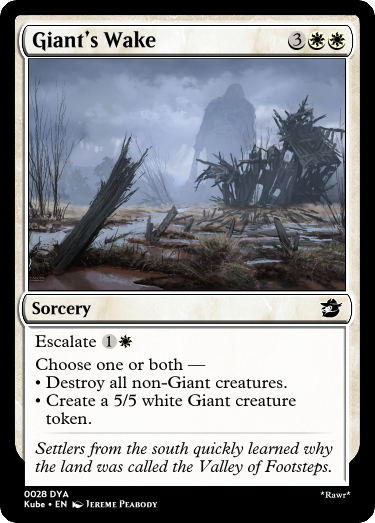 Giant's Wake 3
Sorcery
Escalate 1
Choose one or both —
• Destroy all non-Giant creatures.
• Create a 5/5 white Giant creature
token.
Settlers from the south quickly learned why
the land was called the Valley of Footsteps.
0028 DYA
Kube • EN Jereme Peabody
*Rawr*